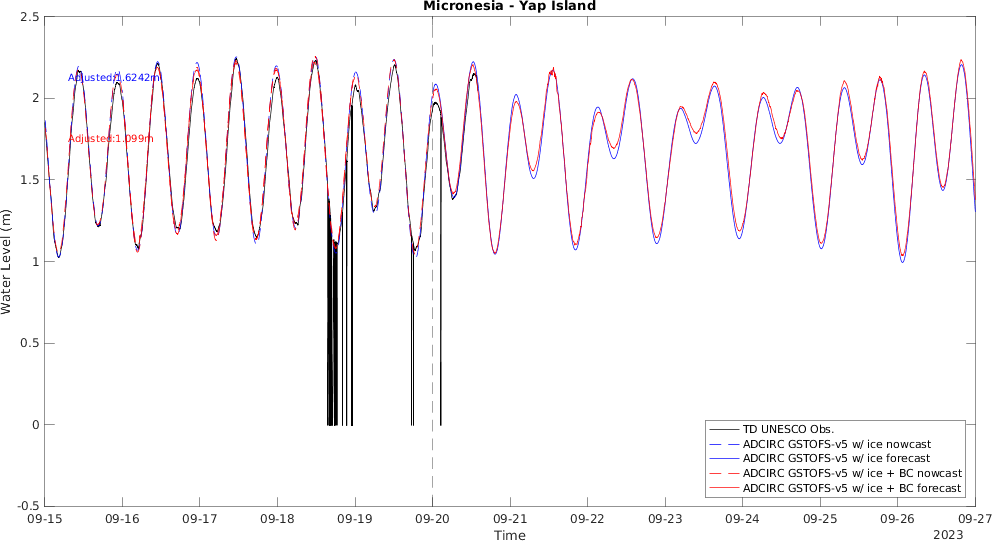 Micronesia - Yap Island
2.5
2
1.5
1
0.5
0
-0.5
Water Level (m)
Adjusted:1.6242m
Adjusted:1.099m
TD UNESCO Obs.
ADCIRC GSTOFS-v5 w/ ice nowcast
ADCIRC GSTOFS-v5 w/ ice forecast
ADCIRC GSTOFS-v5 w/ ice + BC nowcast
ADCIRC GSTOFS-v5 w/ ice + BC forecast
09-15 09-16 09-17 09-18 09-19 09-20 09-21 09-22 09-23 09-24 09-25 09-26 09-27
Time
2023